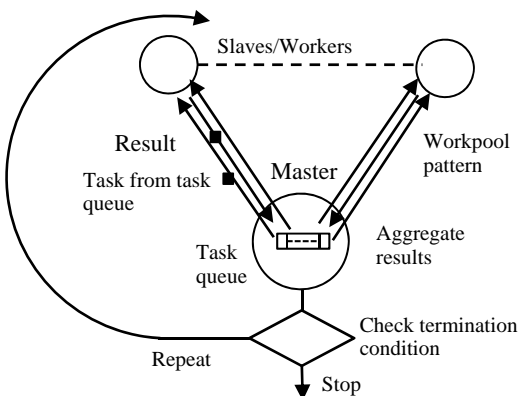 Slaves/Workers
Result
Master
Workpool
pattern
Task from task
queue
Task
queue
Aggregate
results
Check termination
condition
Repeat
Stop